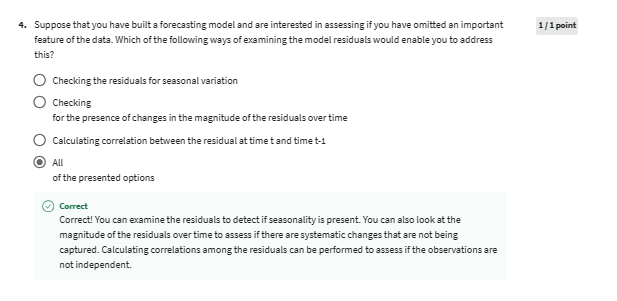 4. Suppose that you have built a forecasting model and are interested in assessing if you have omitted an important
1 / 1 point
feature of the data. Which of the following ways of examining the model residuals would enable you to address
this?
Checking the residuals for seasonal variation
Checking
for the presence of changes in the magnitude of the residuals over time
Calculating correlation between the residual at time t and time t-1
All
of the presented options
Correct
Correct! You can examine the residuals to detect if seasonality is present. You can also look at the
magnitude of the residuals over time to assess if there are systematic changes that are not being
captured. Calculating correlations among the residuals can be performed to assess if the observations are
not independent.